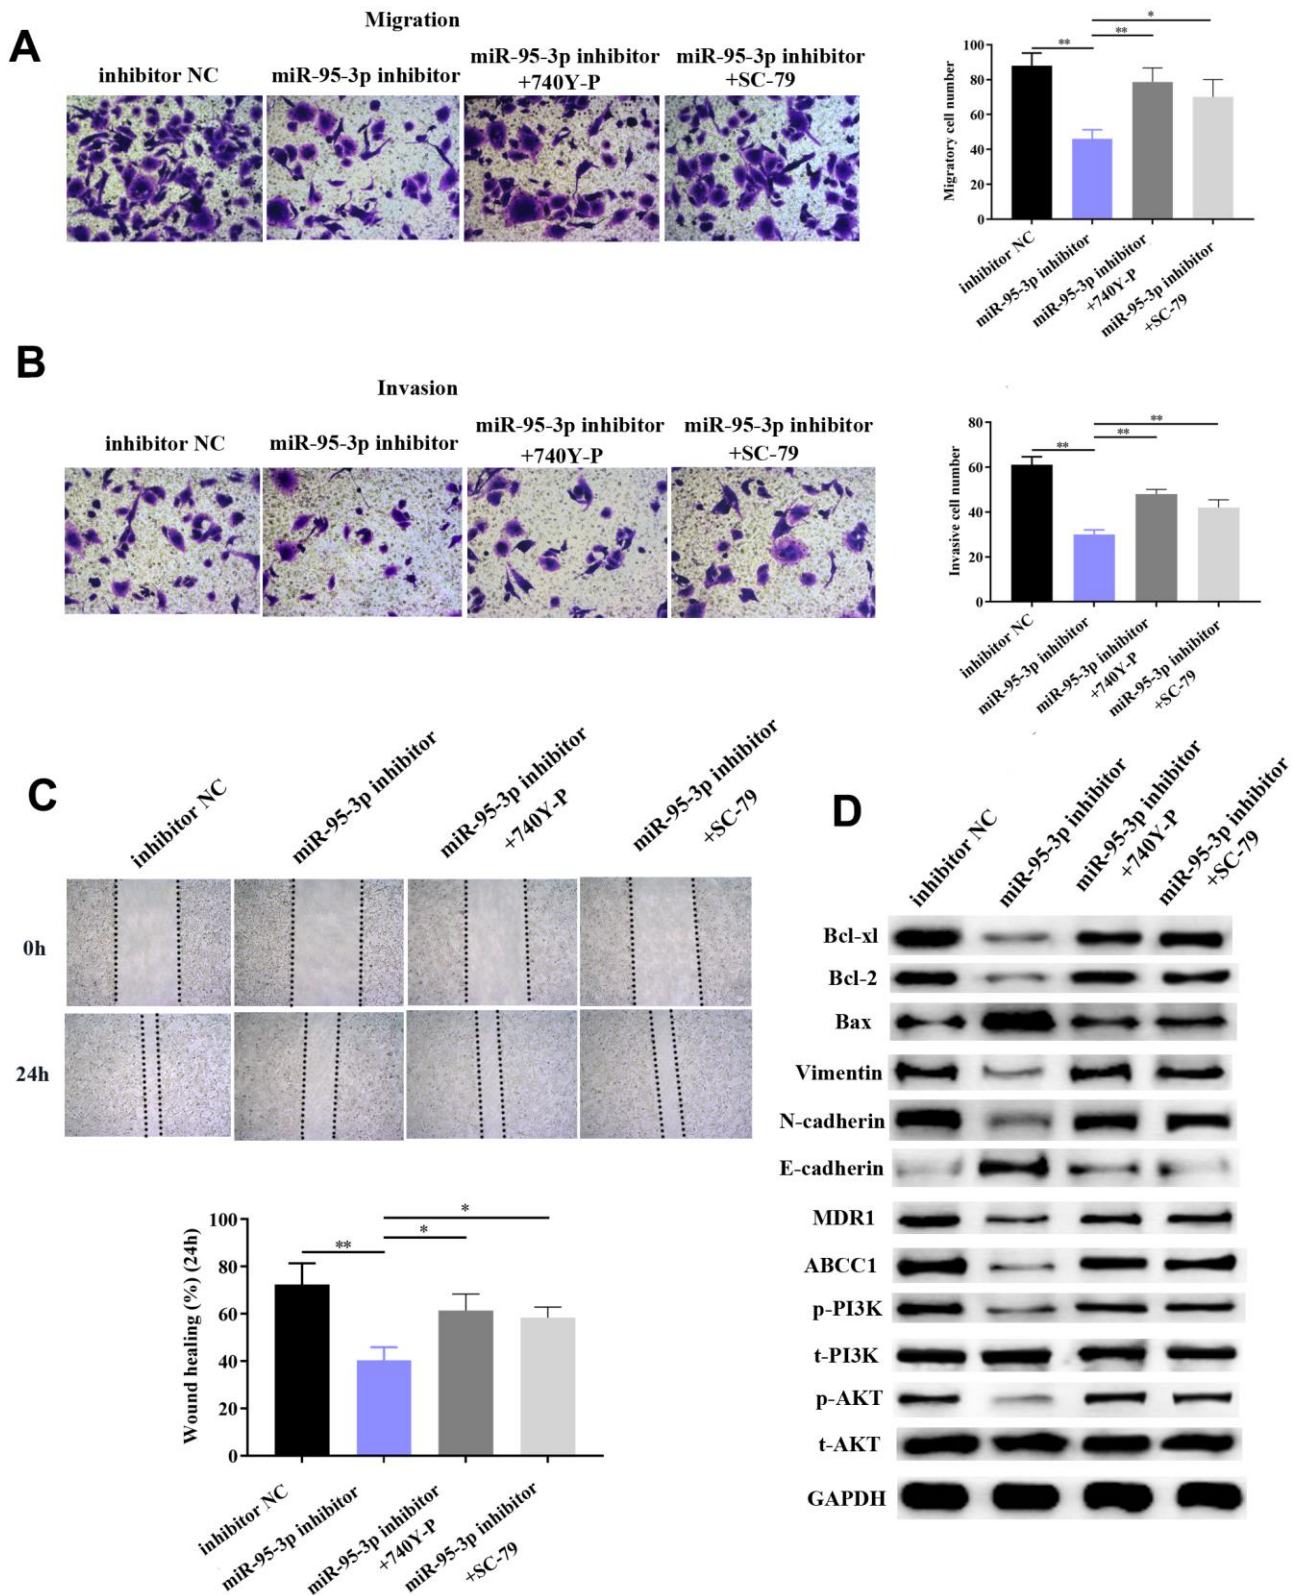 A
Migration
inhibitor NC
miR-95-3p inhibitor
miR-95-3p inhibitor
+740Y-P
miR-95-3p inhibitor
+SC-79
*
**
**
Migratory cell number
100
80
60
40
20
0
inhibitor NC
miR-95-3p inhibitor
miR-95-3p inhibitor
+740Y-P
miR-95-3p inhibitor
+SC-79
B
Invasion
inhibitor NC
miR-95-3p inhibitor
miR-95-3p inhibitor
+740Y-P
miR-95-3p inhibitor
+SC-79
**
**
**
Invasive cell number
80
60
40
20
0
inhibitor NC
miR-95-3p inhibitor
miR-95-3p inhibitor
+740Y-P
miR-95-3p inhibitor
+SC-79
C
inhibitor NC
miR-95-3p inhibitor
miR-95-3p inhibitor
+740Y-P
miR-95-3p inhibitor
+SC-79
0h
24h
*
*
**
Wound healing (%) (24h)
100
80
60
40
20
0
inhibitor NC
miR-95-3p inhibitor
miR-95-3p inhibitor
+740Y-P
miR-95-3p inhibitor
+SC-79
D
inhibitor NC
miR-95-3p inhibitor
miR-95-3p inhibitor
+740Y-P
miR-95-3p inhibitor
+SC-79
Bcl-xl
Bcl-2
Bax
Vimentin
N-cadherin
E-cadherin
MDR1
ABCC1
p-PI3K
t-PI3K
p-AKT
t-AKT
GAPDH